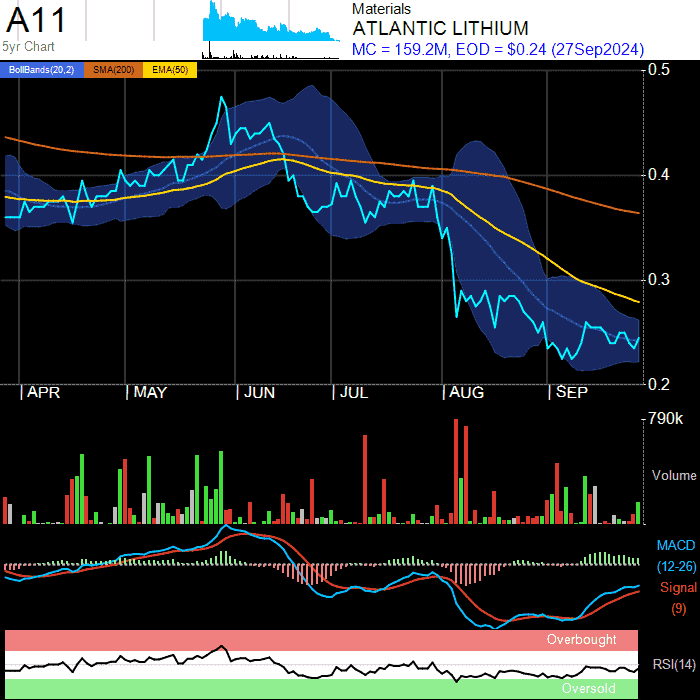 A11
5yr Chart
Materials
ATLANTIC LITHIUM
MC = 159.2M, EOD = $0.24 (27Sep2024)
BollBands(20,2) SMA(200) EMA(50)
0.5
0.4
0.3
0.2
APR MAY JUN JUL AUG SEP
790k
Volume
MACD
(12-26)
Signal
(9)
Overbought
RSI(14)
Oversold